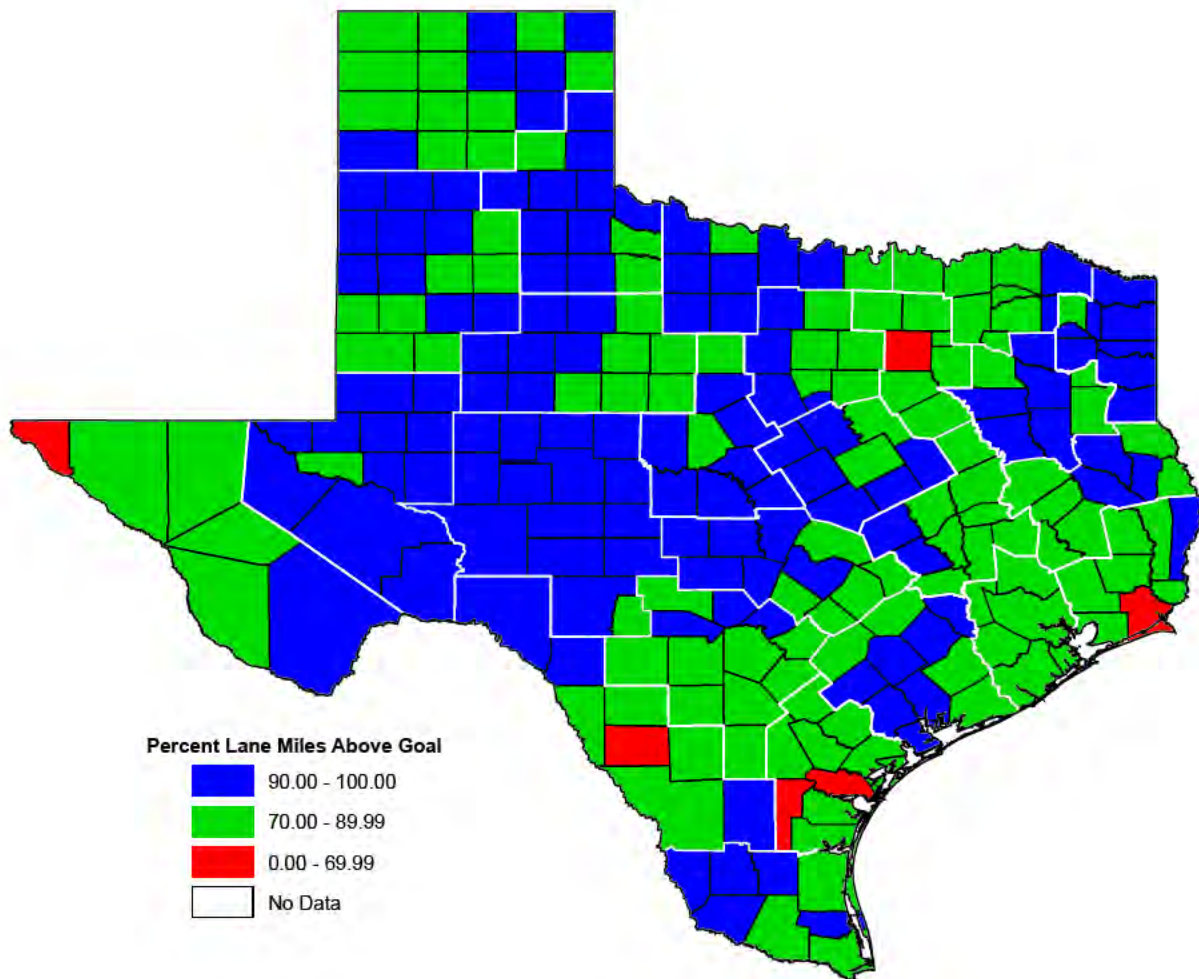 Percent Lane Miles Above Goal
90.00 - 100.00
70.00 - 89.99
0.00 - 69.99
No Data